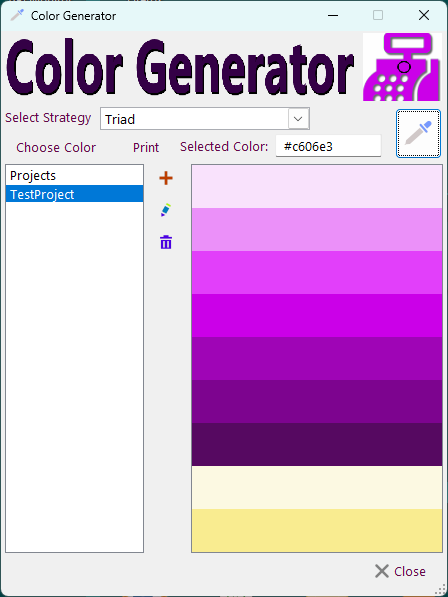 Color Generator
Color Generator
Select Strategy Triad
Choose Color Print Selected Color: #c606e3
Projects
TestProject
Close